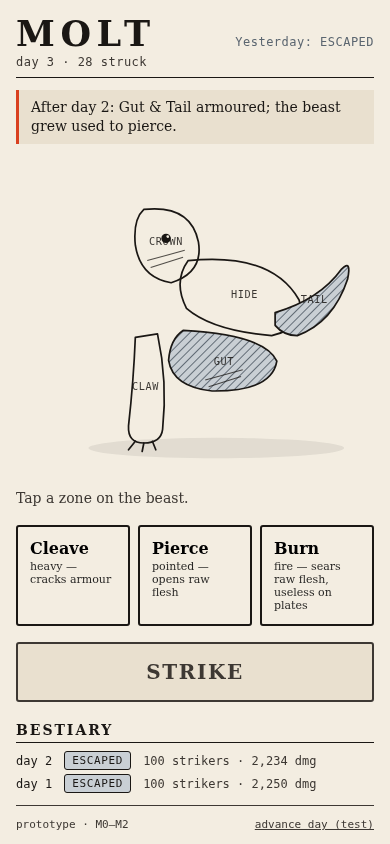 MOLT
Yesterday: ESCAPED
day 3 · 28 struck
After day 2: Gut & Tail armoured; the beast
grew used to pierce.
CROWN
HIDE
TAIL
GUT
CLAW
Tap a zone on the beast.
Cleave
heavy —
cracks armour
Pierce
pointed —
opens raw
flesh
Burn
fire — sears
raw flesh,
useless on
plates
STRIKE
BESTIARY
day 2 ESCAPED 100 strikers · 2,234 dmg
day 1 ESCAPED 100 strikers · 2,250 dmg
prototype · M0–M2
advance day (test)